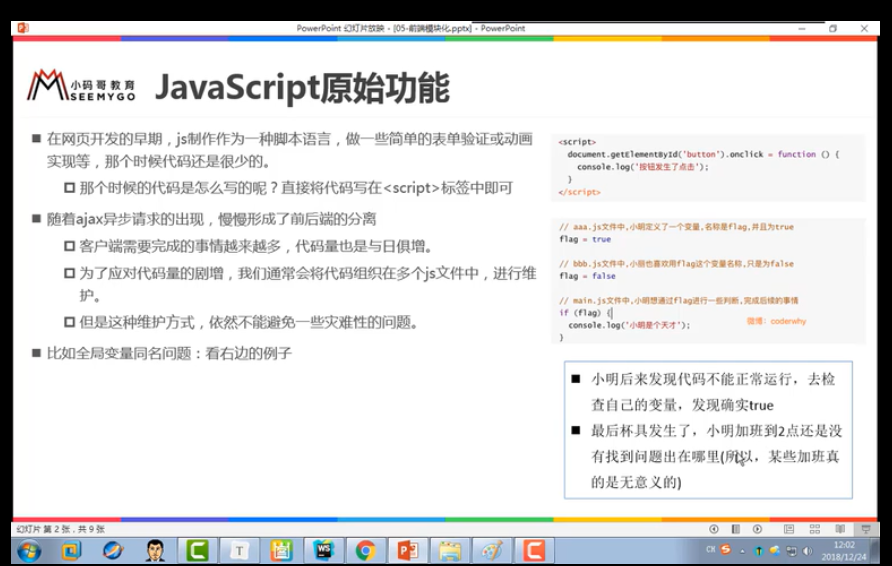 PowerPoint 幻灯片放映 - [05-前端模块化.pptx] - PowerPoint
小码哥教育
SEEMYGO
JavaScript原始功能
■ 在网页开发的早期，js制作作为一种脚本语言，做一些简单的表单验证或动画
实现等，那个时候代码还是很少的。
那个时候的代码是怎么写的呢？直接将代码写在<script>标签中即可
■ 随着ajax异步请求的出现，慢慢形成了前后端的分离
客户端需要完成的事情越来越多，代码量也是与日俱增。
为了应对代码量的剧增，我们通常会将代码组织在多个js文件中，进行维
护。
但是这种维护方式，依然不能避免一些灾难性的问题。
■ 比如全局变量同名问题：看右边的例子
<script>
document.getElementById('button').onclick = function () {
console.log('按钮发生了点击');
}
</script>
// aaa.js文件中,小明定义了一个变量,名称是flag,并且为true
flag = true
// bbb.js文件中,小丽也喜欢用flag这个变量名称,只是为false
flag = false
// main.js文件中,小明想通过flag进行一些判断,完成后续的事情
if (flag) {
console.log('小明是个天才');
}
微博：coderwhy
■ 小明后来发现代码不能正常运行，去检
查自己的变量，发现确实true
■ 最后杯具发生了，小明加班到2点还是没
有找到问题出在哪里(所以，某些加班真
的是无意义的)
幻灯片 第 2 张，共 9 张
CH
12:02
2018/12/24